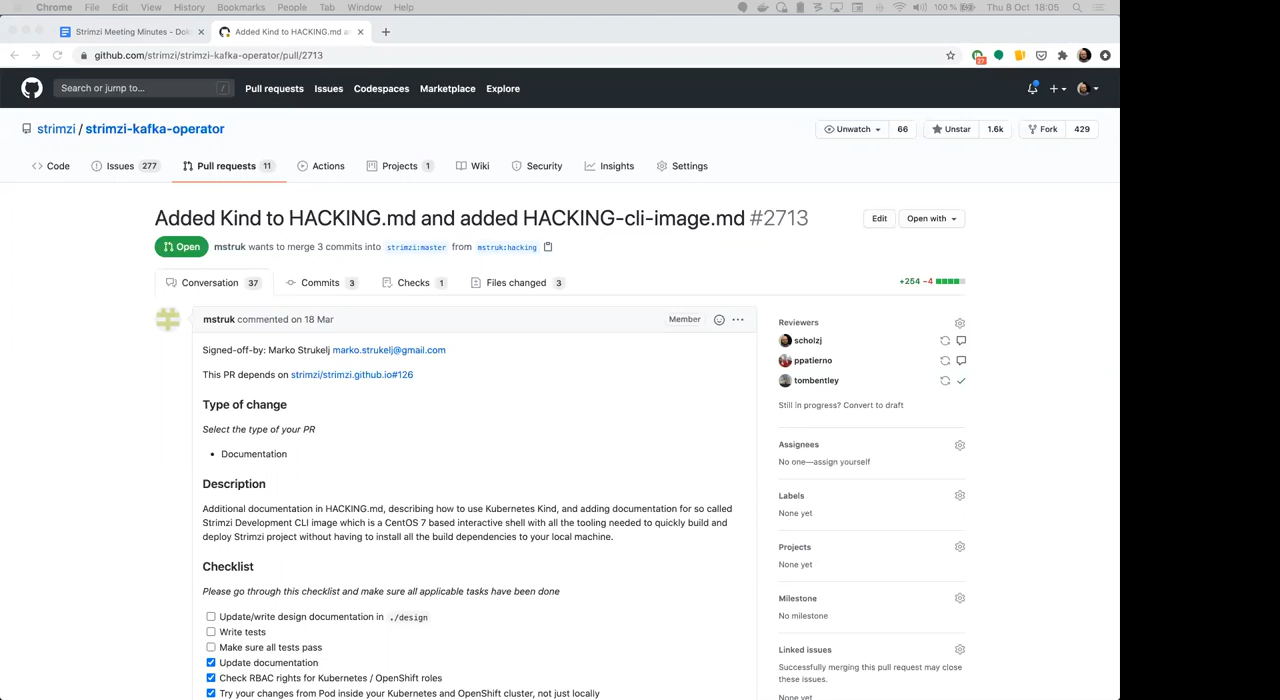 Chrome File Edit View History Bookmarks People Tab Window Help 100 % Thu 8 Oct 18:05
Strimzi Meeting Minutes - Dok Added Kind to HACKING.md an
github.com/strimzi/strimzi-kafka-operator/pull/2713 27
Search or jump to... / Pull requests Issues Codespaces Marketplace Explore
strimzi / strimzi-kafka-operator Unwatch 66 Unstar 1.6k Fork 429
Code Issues 277 Pull requests 11 Actions Projects 1 Wiki Security Insights Settings
Added Kind to HACKING.md and added HACKING-cli-image.md #2713 Edit Open with
Open mstruk wants to merge 3 commits into strimzi:master from mstruk:hacking
Conversation 37 Commits 3 Checks 1 Files changed 3 +254 −4
mstruk commented on 18 Mar Member
Signed-off-by: Marko Strukelj marko.strukelj@gmail.com
This PR depends on strimzi/strimzi.github.io#126
Type of change
Select the type of your PR
• Documentation
Description
Additional documentation in HACKING.md, describing how to use Kubernetes Kind, and adding documentation for so called
Strimzi Development CLI image which is a CentOS 7 based interactive shell with all the tooling needed to quickly build and
deploy Strimzi project without having to install all the build dependencies to your local machine.
Checklist
Please go through this checklist and make sure all applicable tasks have been done
Update/write design documentation in ./design
Write tests
Make sure all tests pass
Update documentation
Check RBAC rights for Kubernetes / OpenShift roles
Try your changes from Pod inside your Kubernetes and OpenShift cluster, not just locally
Reviewers
scholzj
ppatierno
tombentley
Still in progress? Convert to draft
Assignees
No one—assign yourself
Labels
None yet
Projects
None yet
Milestone
No milestone
Linked issues
Successfully merging this pull request may close
these issues.
None yet